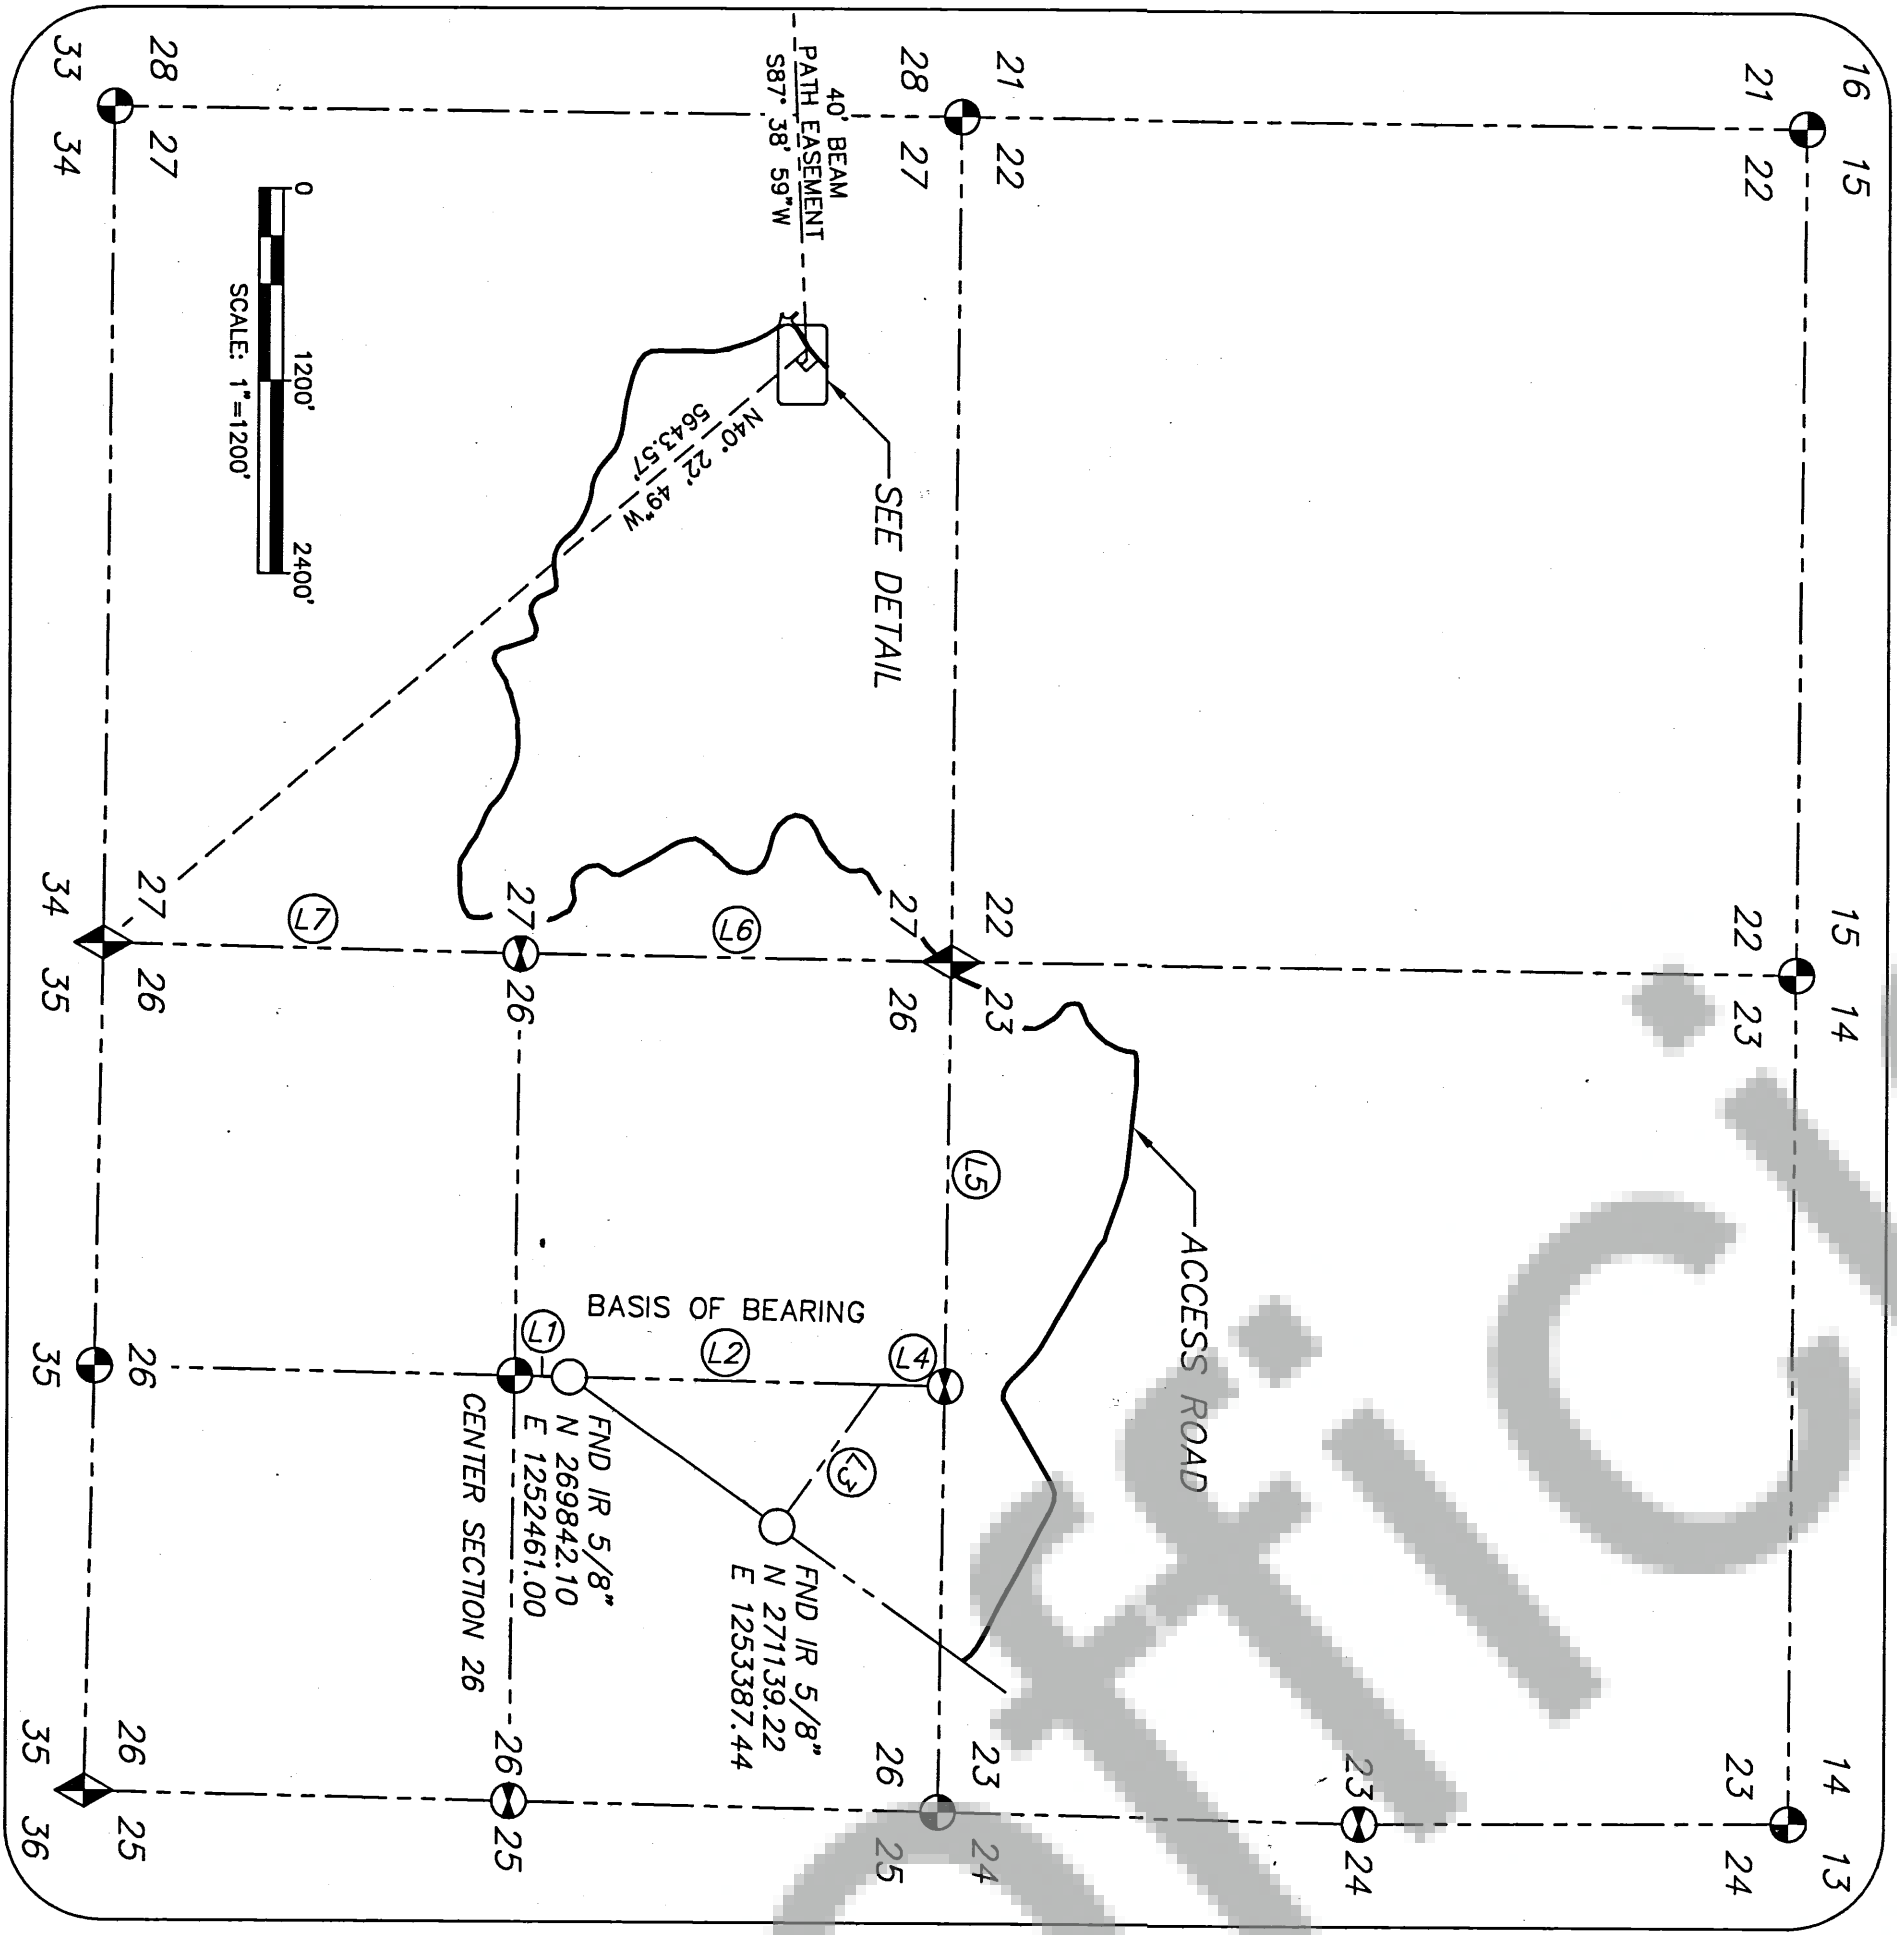 16 15
15 14
14 13
21 22
22 23
23 24
23 24
ACCESS ROAD
21 22
22 23
23 24
L5
28 27
27 26
26 25
L4
SEE DETAIL
40' BEAM
PATH EASEMENT
S87° 38' 59"W
N40° 22' 49"W
5643.57'
L6
L3
BASIS OF BEARING
L2
FND IR 5/8"
N 271139.22
E 1253387.44
L1
FND IR 5/8"
N 269842.10
E 1252461.00
27 26
26 25
CENTER SECTION 26
L7
0 1200' 2400'
SCALE: 1"=1200'
28 27
27 26
26
26 25
33 34
34 35
35
35 36
ffici